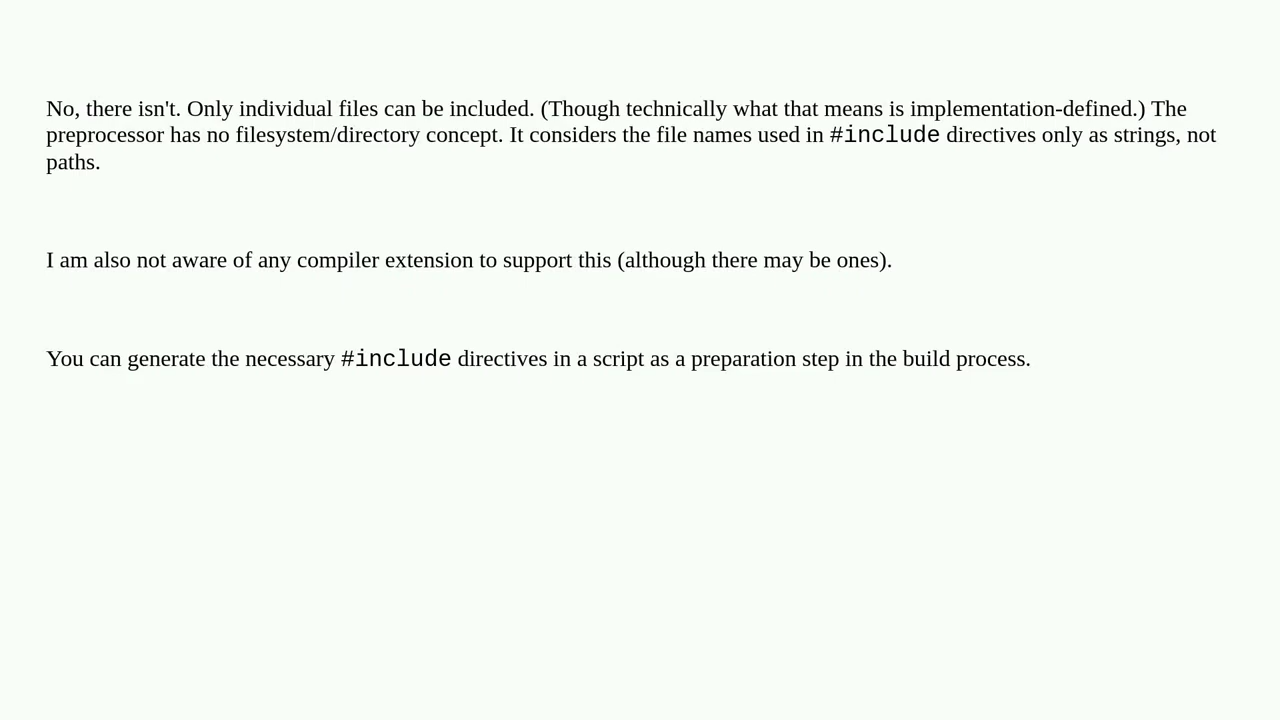 No, there isn't. Only individual files can be included. (Though technically what that means is implementation-defined.) The
preprocessor has no filesystem/directory concept. It considers the file names used in #include directives only as strings, not
paths.
I am also not aware of any compiler extension to support this (although there may be ones).
You can generate the necessary #include directives in a script as a preparation step in the build process.